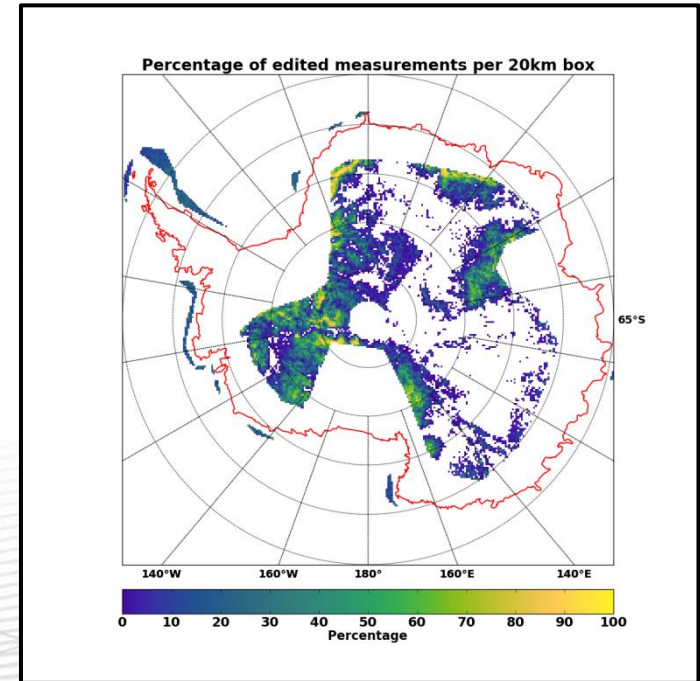 Percentage of edited measurements per 20km box
65°S
140°W 160°W 180° 160°E 140°E
0 10 20 30 40 50 60 70 80 90 100
Percentage